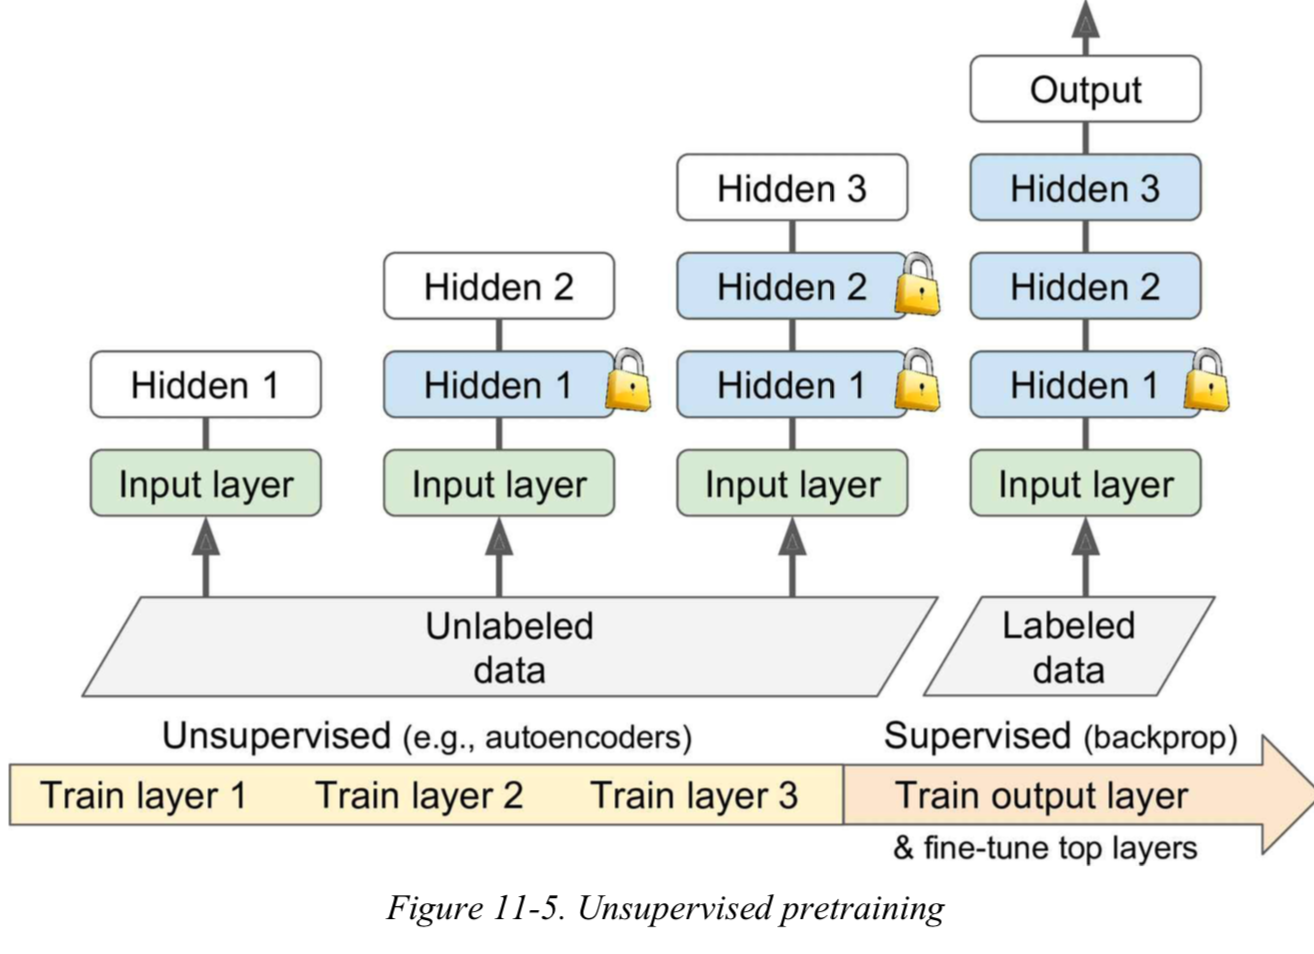 Output
Hidden 3
Hidden 3
Hidden 2
Hidden 2
Hidden 2
Hidden 1
Hidden 1
Hidden 1
Hidden 1
Input layer
Input layer
Input layer
Input layer
Unlabeled
data
Labeled
data
Unsupervised (e.g., autoencoders)
Supervised (backprop)
Train layer 1
Train layer 2
Train layer 3
Train output layer
& fine-tune top layers
Figure 11-5. Unsupervised pretraining